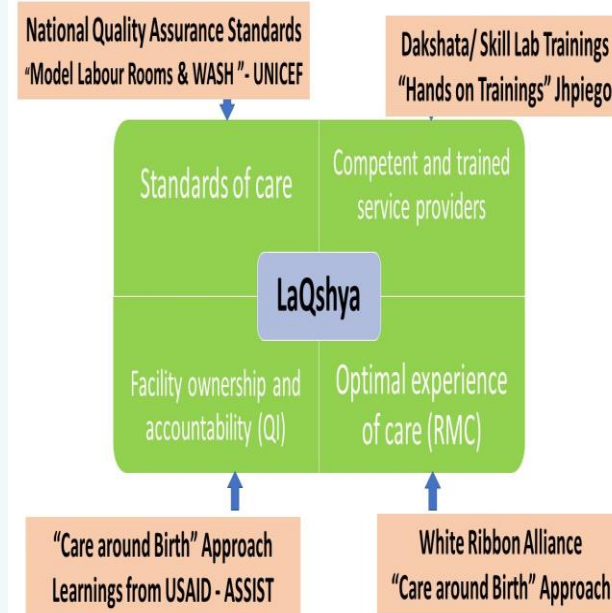 National Quality Assurance Standards
“Model Labour Rooms & WASH ”- UNICEF
Dakshata/ Skill Lab Trainings
“Hands on Trainings” Jhpiego
Standards of care
Competent and trained
service providers
LaQshya
Facility ownership and
accountability (QI)
Optimal experience
of care (RMC)
“Care around Birth” Approach
Learnings from USAID - ASSIST
White Ribbon Alliance
“Care around Birth” Approach